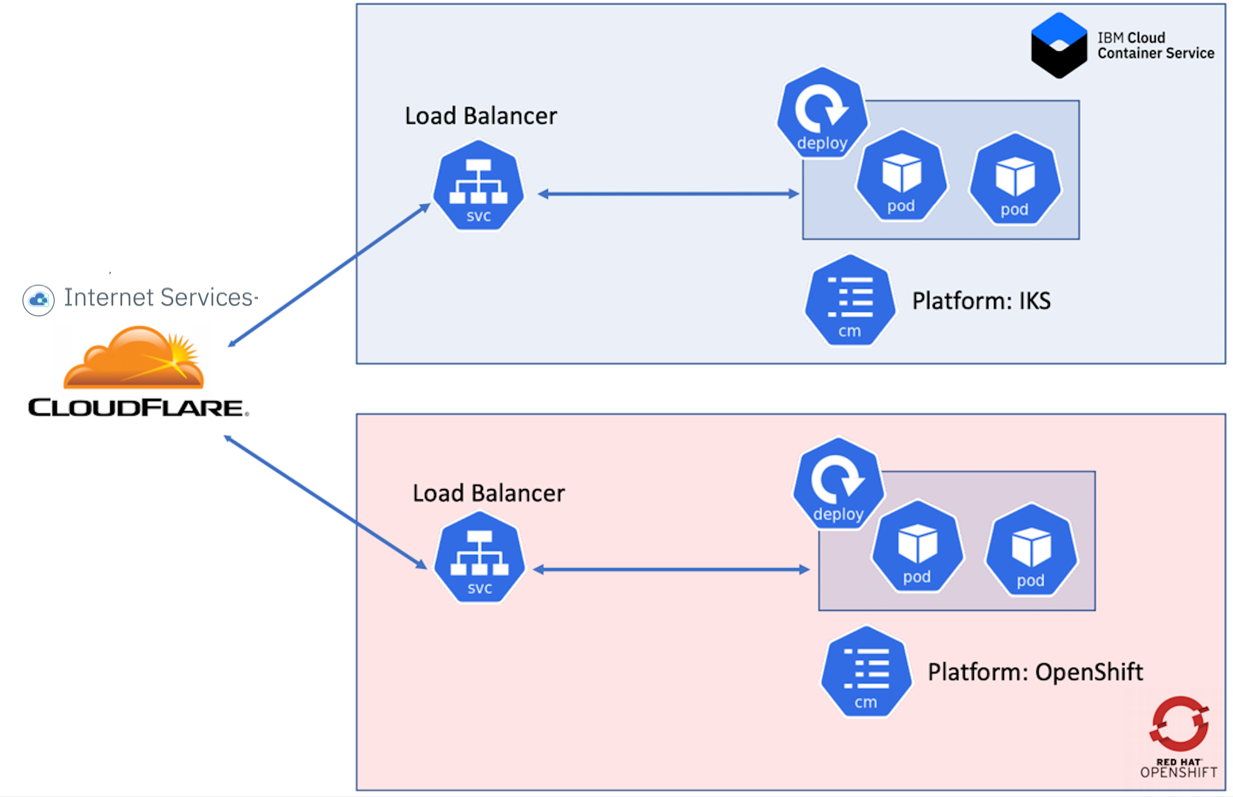 IBM Cloud
Container Service
Load Balancer
deploy
pod
pod
svc
cm
Platform: IKS
Internet Services
CLOUDFLARE.
Load Balancer
deploy
pod
pod
svc
cm
Platform: OpenShift
RED HAT
OPENSHIFT